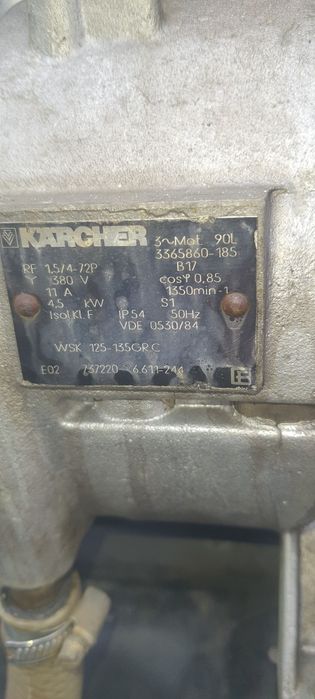 KÄRCHER 3~Mot. 90L
3365860-185
RF 1,5/4-72P B17
Y 380 V cosφ 0,85
11 A 1350min-1
4,5 kW S1
Isol.Kl. F IP54 50Hz
VDE 0530/84
WSK 125-135GR.C
E02 737220 6.611-244